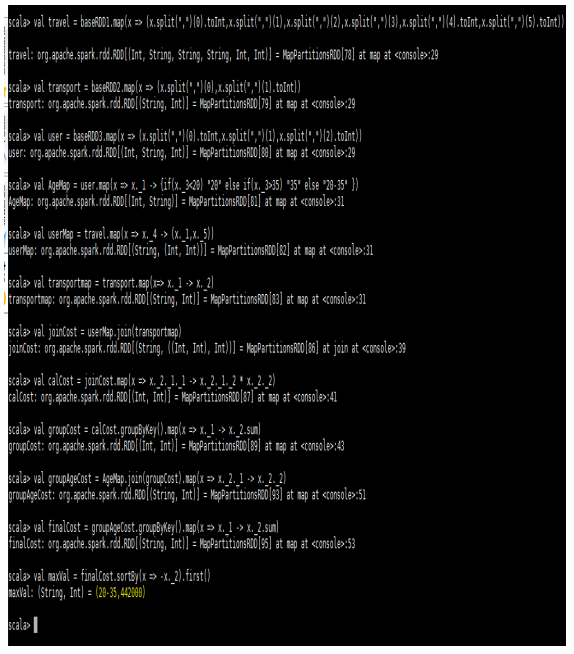 scala> val travel = baseRDD1.map(x => (x.split(",")(0).toInt,x.split(",")(1),x.split(",")(2),x.split(",")(3),x.split(",")(4).toInt,x.split(",")(5).toInt))
travel: org.apache.spark.rdd.RDD[(Int, String, String, String, Int, Int)] = MapPartitionsRDD[78] at map at <console>:29
scala> val transport = baseRDD2.map(x => (x.split(",")(0),x.split(",")(1).toInt))
transport: org.apache.spark.rdd.RDD[(String, Int)] = MapPartitionsRDD[79] at map at <console>:29
scala> val user = baseRDD3.map(x => (x.split(",")(0).toInt,x.split(",")(1),x.split(",")(2).toInt))
user: org.apache.spark.rdd.RDD[(Int, String, Int)] = MapPartitionsRDD[80] at map at <console>:29
scala> val AgeMap = user.map(x => x._1 -> {if(x._3<20) "20" else if(x._3>35) "35" else "20-35" })
AgeMap: org.apache.spark.rdd.RDD[(Int, String)] = MapPartitionsRDD[81] at map at <console>:31
scala> val userMap = travel.map(x => x._4 -> (x._1,x._5))
userMap: org.apache.spark.rdd.RDD[(String, (Int, Int))] = MapPartitionsRDD[82] at map at <console>:31
scala> val transportmap = transport.map(x=> x._1 -> x._2)
transportmap: org.apache.spark.rdd.RDD[(String, Int)] = MapPartitionsRDD[83] at map at <console>:31
scala> val joinCost = userMap.join(transportmap)
joinCost: org.apache.spark.rdd.RDD[(String, ((Int, Int), Int))] = MapPartitionsRDD[86] at join at <console>:39
scala> val calCost = joinCost.map(x => x._2._1._1 -> x._2._1._2 * x._2._2)
calCost: org.apache.spark.rdd.RDD[(Int, Int)] = MapPartitionsRDD[87] at map at <console>:41
scala> val groupCost = calCost.groupByKey().map(x => x._1 -> x._2.sum)
groupCost: org.apache.spark.rdd.RDD[(Int, Int)] = MapPartitionsRDD[89] at map at <console>:43
scala> val groupAgeCost = AgeMap.join(groupCost).map(x => x._2._1 -> x._2._2)
groupAgeCost: org.apache.spark.rdd.RDD[(String, Int)] = MapPartitionsRDD[93] at map at <console>:51
scala> val finalCost = groupAgeCost.groupByKey().map(x => x._1 -> x._2.sum)
finalCost: org.apache.spark.rdd.RDD[(String, Int)] = MapPartitionsRDD[95] at map at <console>:53
scala> val maxVal = finalCost.sortBy(x => -x._2).first()
maxVal: (String, Int) = (20-35,442000)
scala>